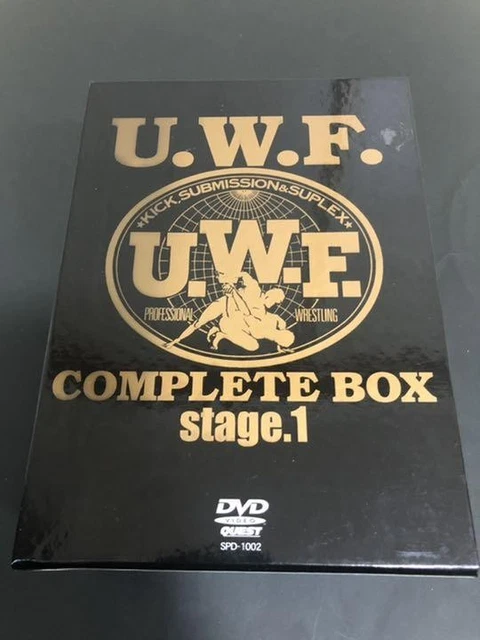 U.W.F.
★KICK, SUBMISSION&SUPLEX★
U.W.F.
PROFESSIONAL WRESTLING
COMPLETE BOX
stage.1
DVD
VIDEO
QUEST
SPD-1002